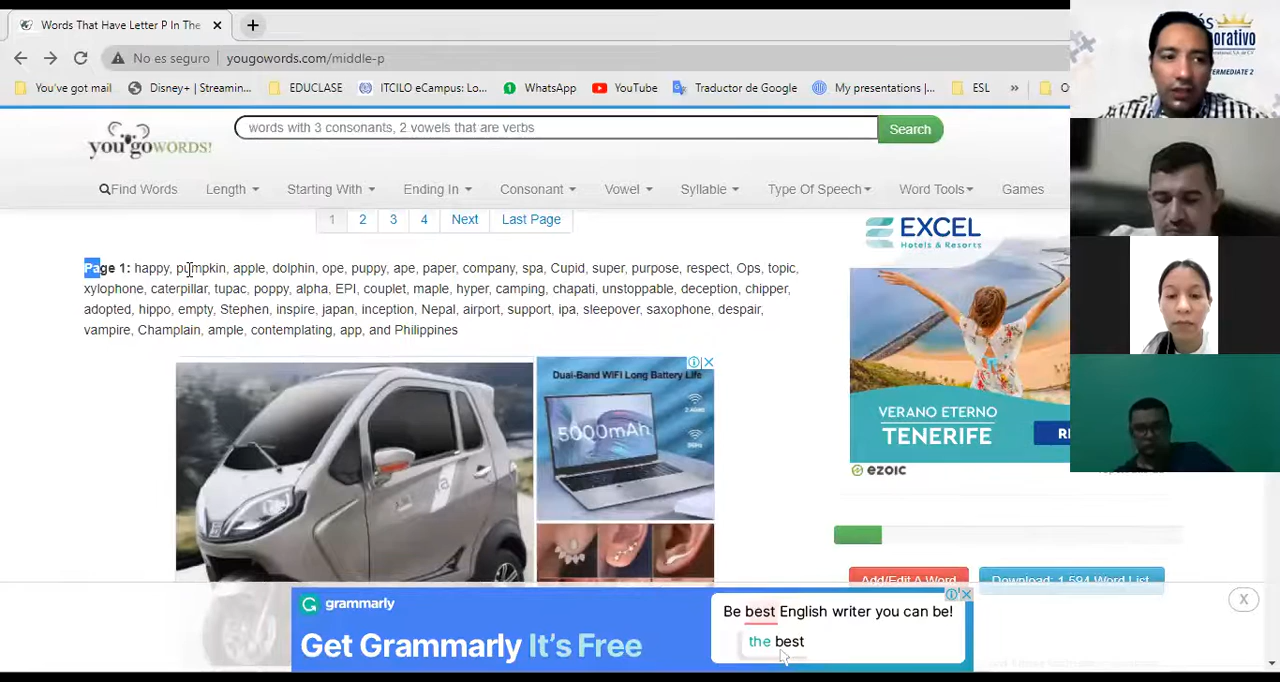 Words That Have Letter P In The
No es seguro yougowords.com/middle-p
You've got mail Disney+ | Streamin... EDUCLASE ITCILO eCampus: Lo... WhatsApp YouTube Traductor de Google My presentations |... ESL »
yougowords!
words with 3 consonants, 2 vowels that are verbs
Search
Find Words Length Starting With Ending In Consonant Vowel Syllable Type Of Speech Word Tools Games
1 2 3 4 Next Last Page
Page 1: happy, pumpkin, apple, dolphin, ope, puppy, ape, paper, company, spa, Cupid, super, purpose, respect, Ops, topic,
xylophone, caterpillar, tupac, poppy, alpha, EPI, couplet, maple, hyper, camping, chapati, unstoppable, deception, chipper,
adopted, hippo, empty, Stephen, inspire, japan, inception, Nepal, airport, support, ipa, sleepover, saxophone, despair,
vampire, Champlain, ample, contemplating, app, and Philippines
EXCEL
Hotels & Resorts
VERANO ETERNO
TENERIFE
ezoic
Dual-Band WIFI Long Battery Life
5000mAh
Add/Edit A Word
Download: 1,594 Word List
grammarly
Get Grammarly It's Free
Be best English writer you can be!
the best
X